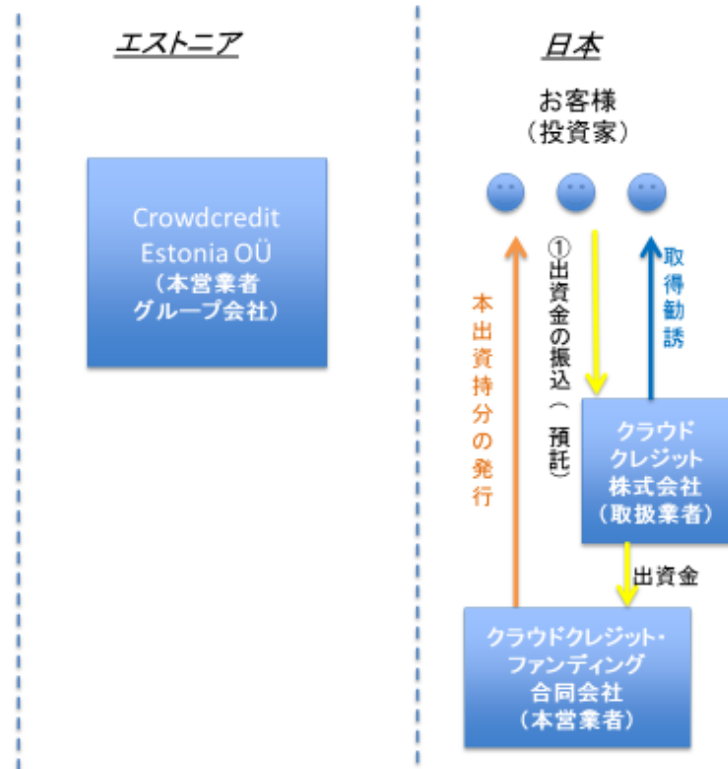 エストニア
Crowdcredit
Estonia OÜ
(本営業者
グループ会社)
日本
お客様
(投資家)
本出資持分の発行
①出資金の振込(預託)
取得勧誘
クラウド
クレジット
株式会社
(取扱業者)
出資金
クラウドクレジット・
ファンディング
合同会社
(本営業者)